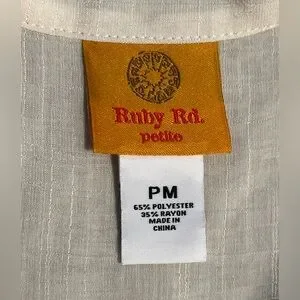 Ruby Rd.
petite
PM
65% POLYESTER
35% RAYON
MADE IN
CHINA